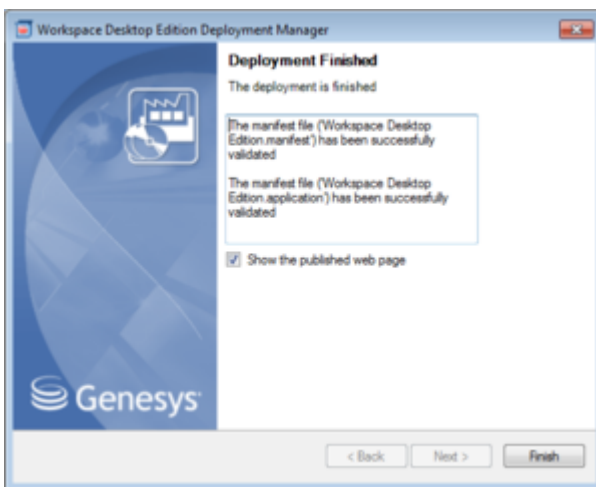 Workspace Desktop Edition Deployment Manager
Deployment Finished
The deployment is finished
The manifest file ('Workspace Desktop
Edition.manifest') has been successfully
validated
The manifest file ('Workspace Desktop
Edition.application') has been successfully
validated
Show the published web page
Genesys
< Back
Next >
Finish